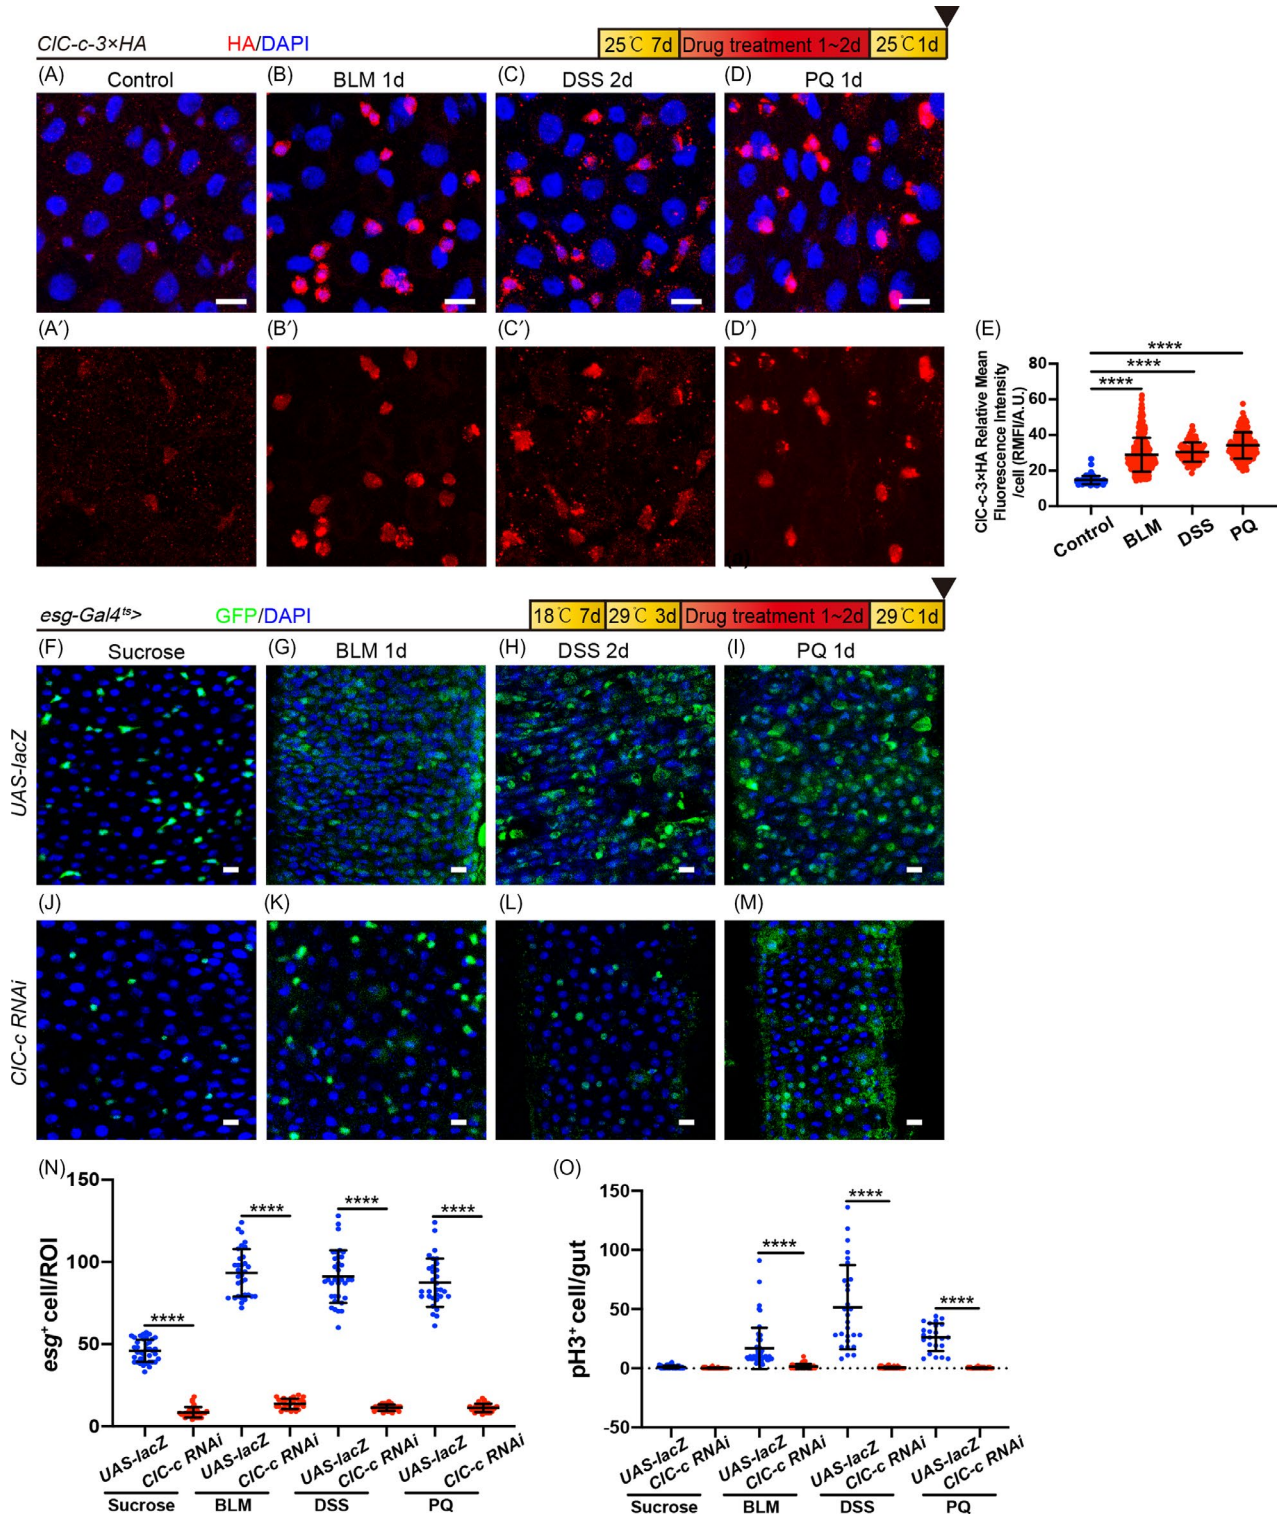 ClC-c-3×HA HA/DAPI 25℃ 7d Drug treatment 1~2d 25℃ 1d
(A) Control (B) BLM 1d (C) DSS 2d (D) PQ 1d
(A′) (B′) (C′) (D′)
(E)
ClC-c-3×HA Relative Mean
Fluorescence Intensity
/cell (RMFI/A.U.)
80
60
40
20
0
****
****
****
Control BLM DSS PQ
esg-Gal4ts> GFP/DAPI 18℃ 7d 29℃ 3d Drug treatment 1~2d 29℃ 1d
(F) Sucrose (G) BLM 1d (H) DSS 2d (I) PQ 1d
UAS-lacZ
(J) (K) (L) (M)
ClC-c RNAi
(N)
esg+ cell/ROI
150
100
50
0
**** **** **** ****
UAS-lacZ ClC-c RNAi UAS-lacZ ClC-c RNAi UAS-lacZ ClC-c RNAi UAS-lacZ ClC-c RNAi
Sucrose BLM DSS PQ
(O)
pH3+ cell/gut
150
100
50
0
-50
**** **** ****
UAS-lacZ ClC-c RNAi UAS-lacZ ClC-c RNAi UAS-lacZ ClC-c RNAi UAS-lacZ ClC-c RNAi
Sucrose BLM DSS PQ